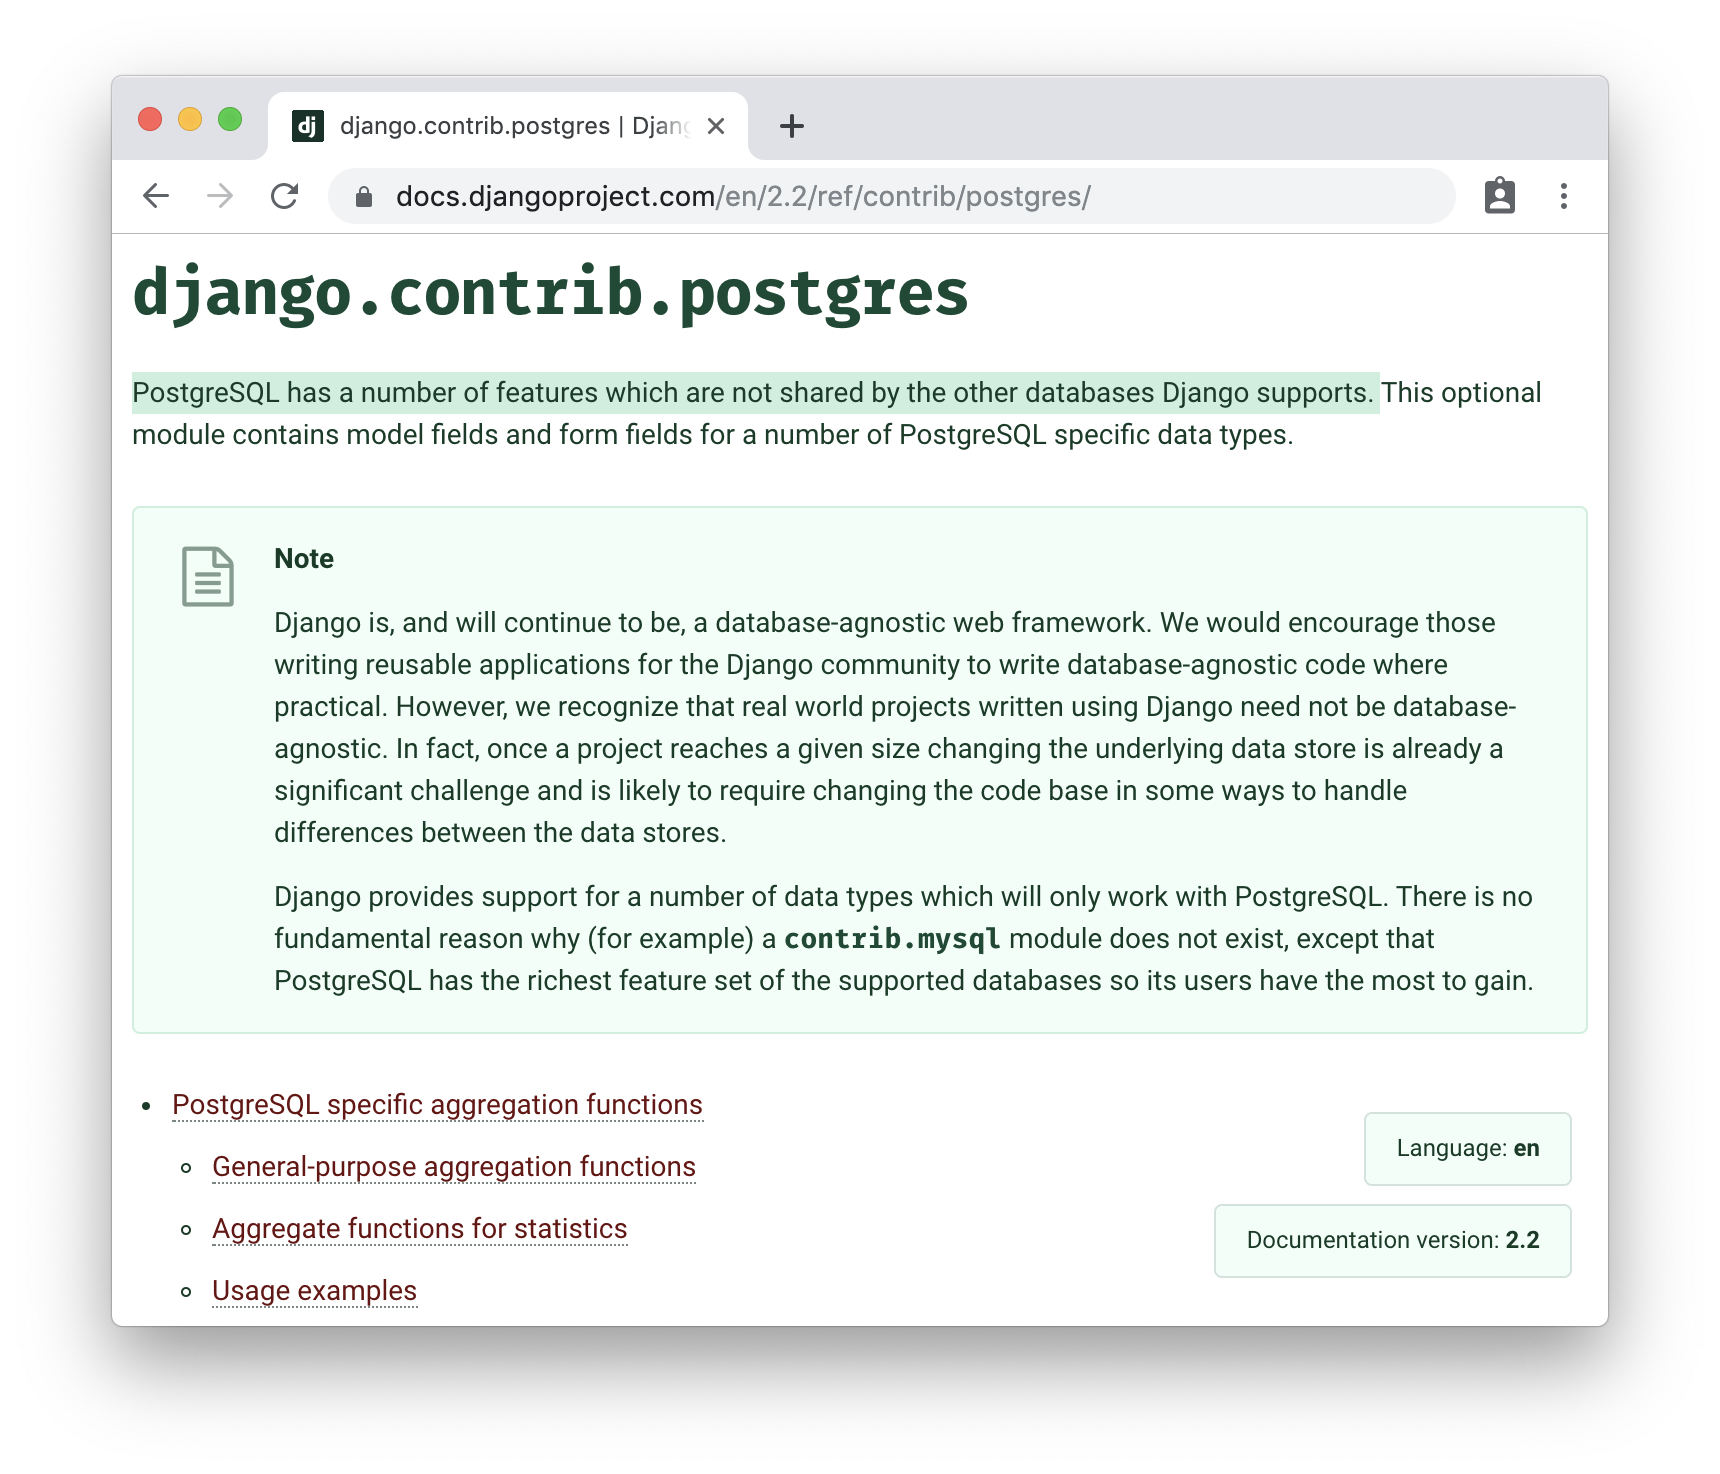 dj django.contrib.postgres | Djang
docs.djangoproject.com/en/2.2/ref/contrib/postgres/
django.contrib.postgres
PostgreSQL has a number of features which are not shared by the other databases Django supports. This optional
module contains model fields and form fields for a number of PostgreSQL specific data types.
Note
Django is, and will continue to be, a database-agnostic web framework. We would encourage those
writing reusable applications for the Django community to write database-agnostic code where
practical. However, we recognize that real world projects written using Django need not be database-
agnostic. In fact, once a project reaches a given size changing the underlying data store is already a
significant challenge and is likely to require changing the code base in some ways to handle
differences between the data stores.
Django provides support for a number of data types which will only work with PostgreSQL. There is no
fundamental reason why (for example) a contrib.mysql module does not exist, except that
PostgreSQL has the richest feature set of the supported databases so its users have the most to gain.
PostgreSQL specific aggregation functions
General-purpose aggregation functions
Aggregate functions for statistics
Usage examples
Language: en
Documentation version: 2.2